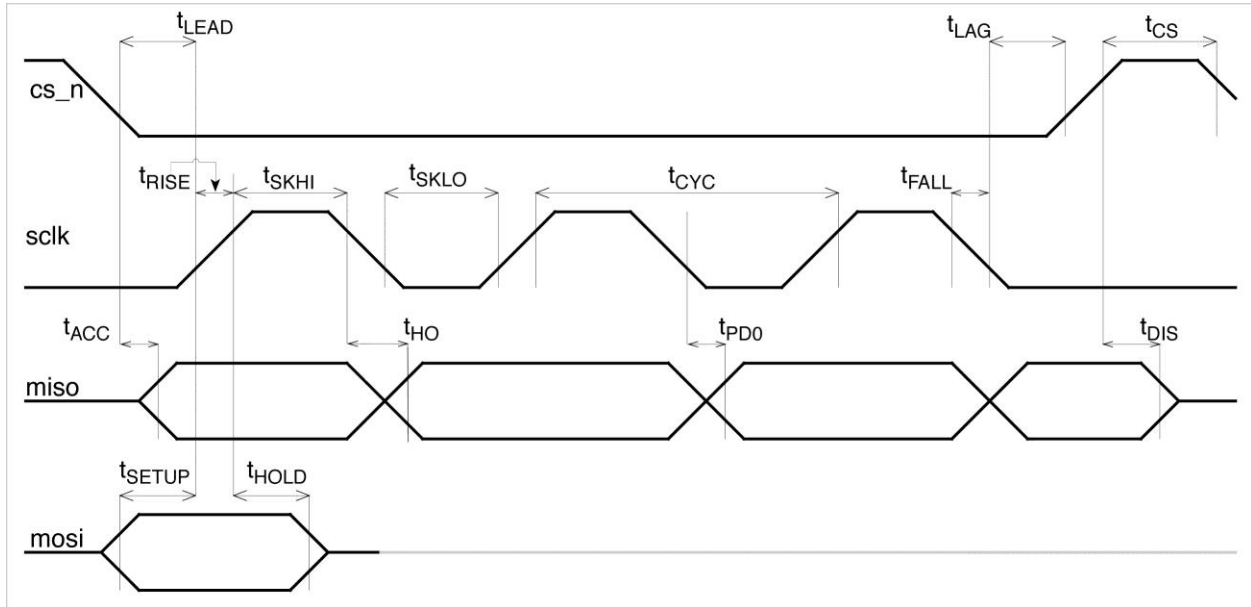 tLEAD tLAG tCS
cs_n
tRISE tSKHI tSKLO tCYC tFALL
sclk
tACC tHO tPD0 tDIS
miso
tSETUP tHOLD
mosi